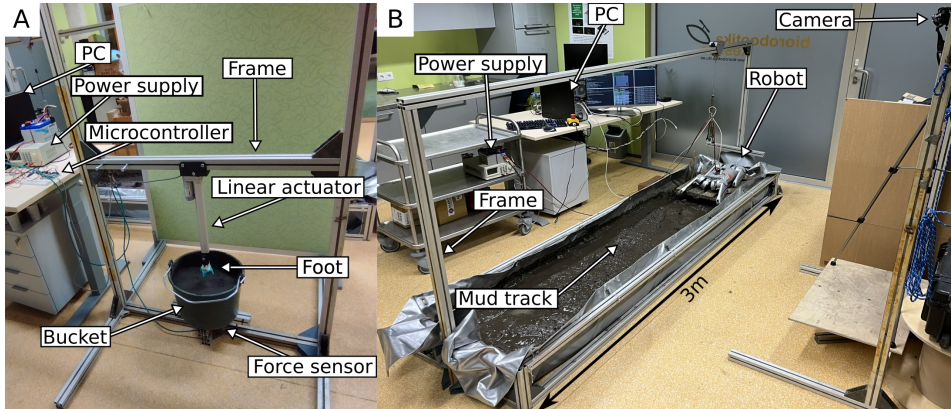 A
PC
Power supply
Microcontroller
Frame
Linear actuator
Foot
Bucket
Force sensor
B
PC
Camera
Power supply
Robot
Frame
Mud track
3m